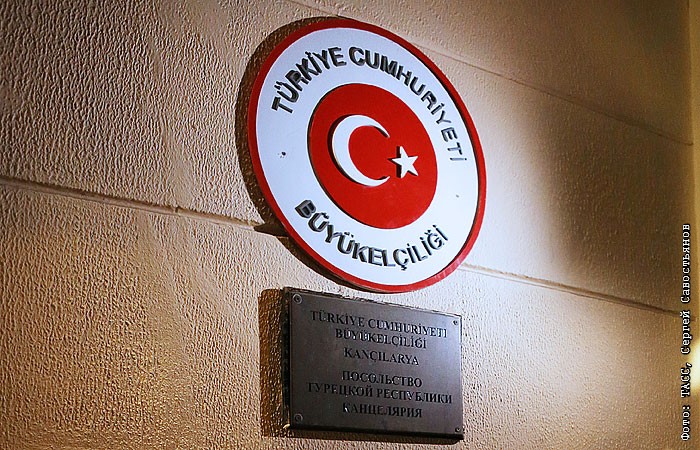 TÜRKİYE CUMHURİYETİ
BÜYÜKELÇİLİĞİ
TÜRKİYE CUMHURİYETİ
BÜYÜKELÇİLİĞİ
KANÇILARYA
ПОСОЛЬСТВО
ТУРЕЦКОЙ РЕСПУБЛИКИ
КАНЦЕЛЯРИЯ
Фото: ТАСС, Сергей Савостьянов